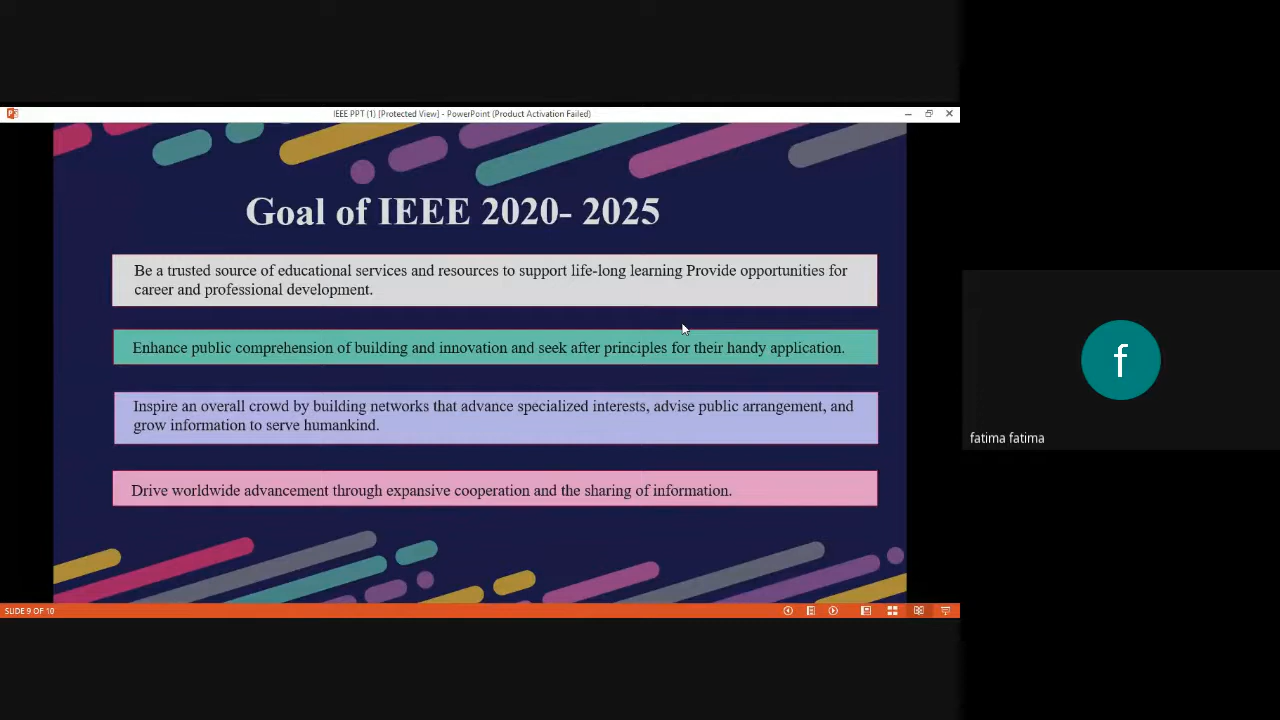 IEEE PPT (1) [Protected View] - PowerPoint (Product Activation Failed)
Goal of IEEE 2020- 2025
Be a trusted source of educational services and resources to support life-long learning Provide opportunities for
career and professional development.
Enhance public comprehension of building and innovation and seek after principles for their handy application.
Inspire an overall crowd by building networks that advance specialized interests, advise public arrangement, and
grow information to serve humankind.
Drive worldwide advancement through expansive cooperation and the sharing of information.
SLIDE 9 OF 10
f
fatima fatima